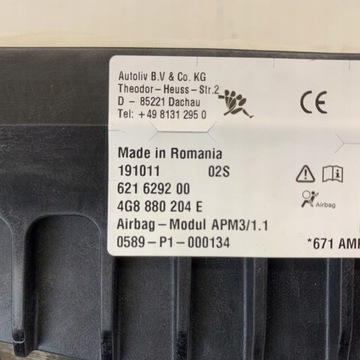 Autoliv B.V & Co. KG
Theodor-Heuss-Str.2
D - 85221 Dachau
Tel: +49 8131 295 0
CE
Made in Romania
191011 02S
621 6292 00
4G8 880 204 E
Airbag
Airbag-Modul APM3/1.1
0589-P1-000134
*671 AM